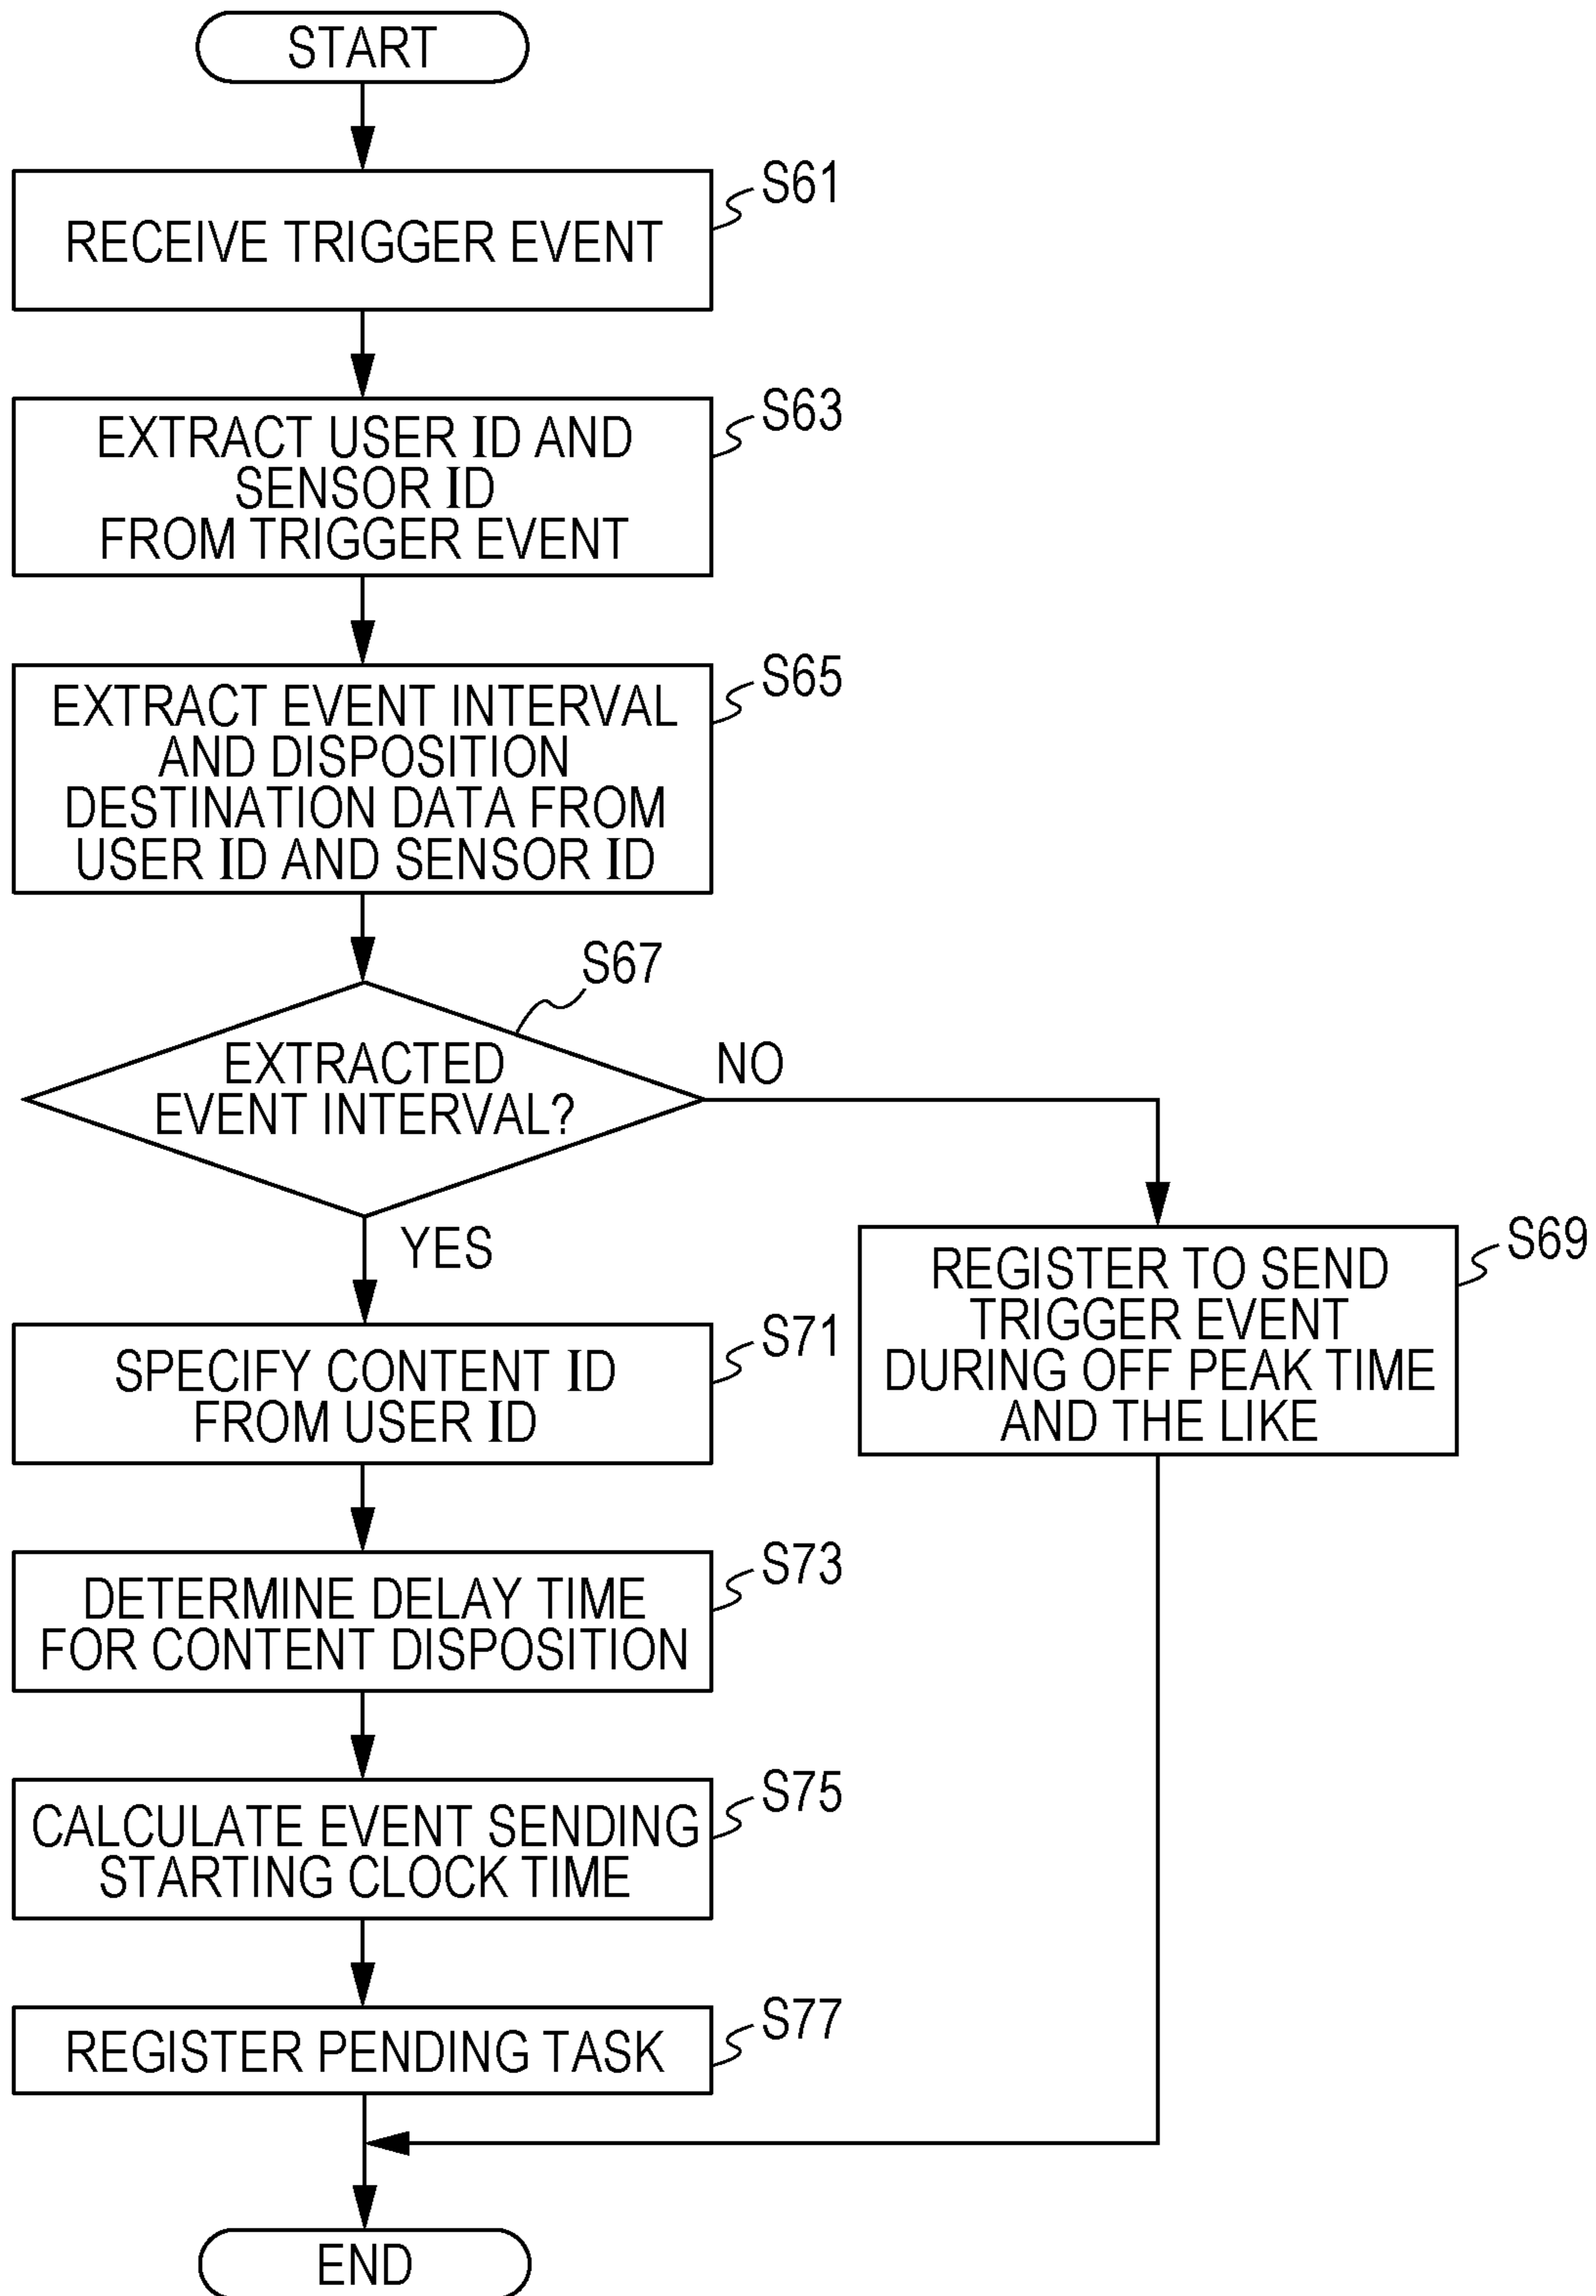 START
RECEIVE TRIGGER EVENT
S61
EXTRACT USER ID AND
SENSOR ID
FROM TRIGGER EVENT
S63
EXTRACT EVENT INTERVAL
AND DISPOSITION
DESTINATION DATA FROM
USER ID AND SENSOR ID
S65
S67
EXTRACTED
EVENT INTERVAL?
NO
YES
REGISTER TO SEND
TRIGGER EVENT
DURING OFF PEAK TIME
AND THE LIKE
S69
SPECIFY CONTENT ID
FROM USER ID
S71
DETERMINE DELAY TIME
FOR CONTENT DISPOSITION
S73
CALCULATE EVENT SENDING
STARTING CLOCK TIME
S75
REGISTER PENDING TASK
S77
END